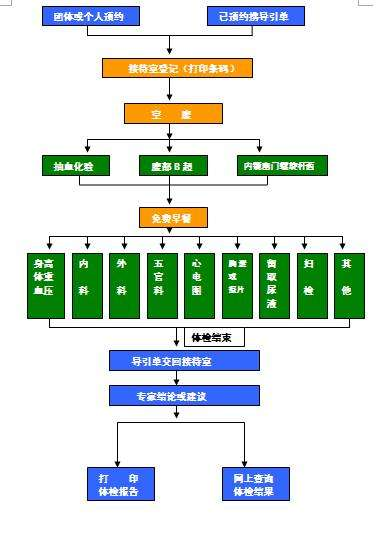 团体或个人预约
已预约携导引单
接待室登记（打印条码）
空 腹
抽血化验
腹部B超
内镜幽门螺旋杆菌
免费早餐
身高
体重
血压
内
科
外
科
五
官
科
心
电
图
胸透
或
拍片
留
取
尿
液
妇
检
其
他
体检结束
导引单交回接待室
专家结论或建议
打 印
体检报告
网上查询
体检结果